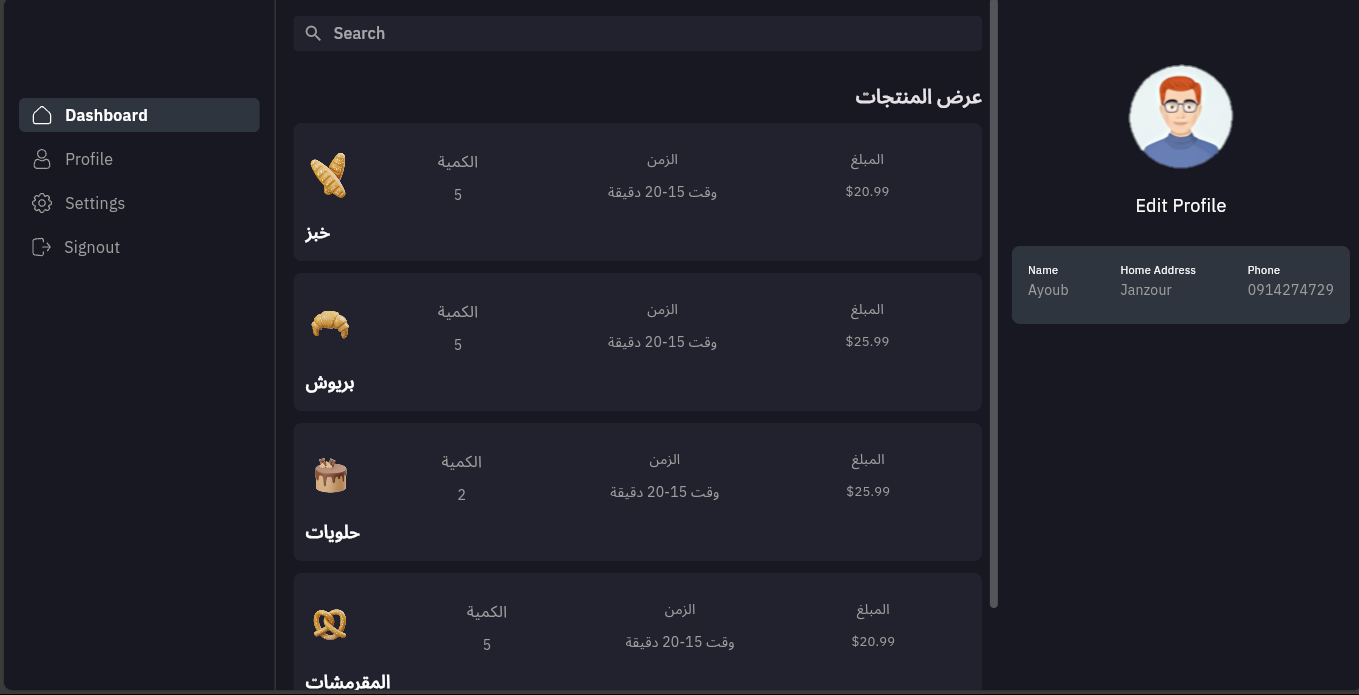 Dashboard
Profile
Settings
Signout
Search
عرض المنتجات
الكمية
5
الزمن
وقت 15-20 دقيقة
المبلغ
$20.99
خبز
الكمية
5
الزمن
وقت 15-20 دقيقة
المبلغ
$25.99
بريوش
الكمية
2
الزمن
وقت 15-20 دقيقة
المبلغ
$25.99
حلويات
الكمية
5
الزمن
وقت 15-20 دقيقة
المبلغ
$20.99
المقرمشات
Edit Profile
Name
Ayoub
Home Address
Janzour
Phone
0914274729